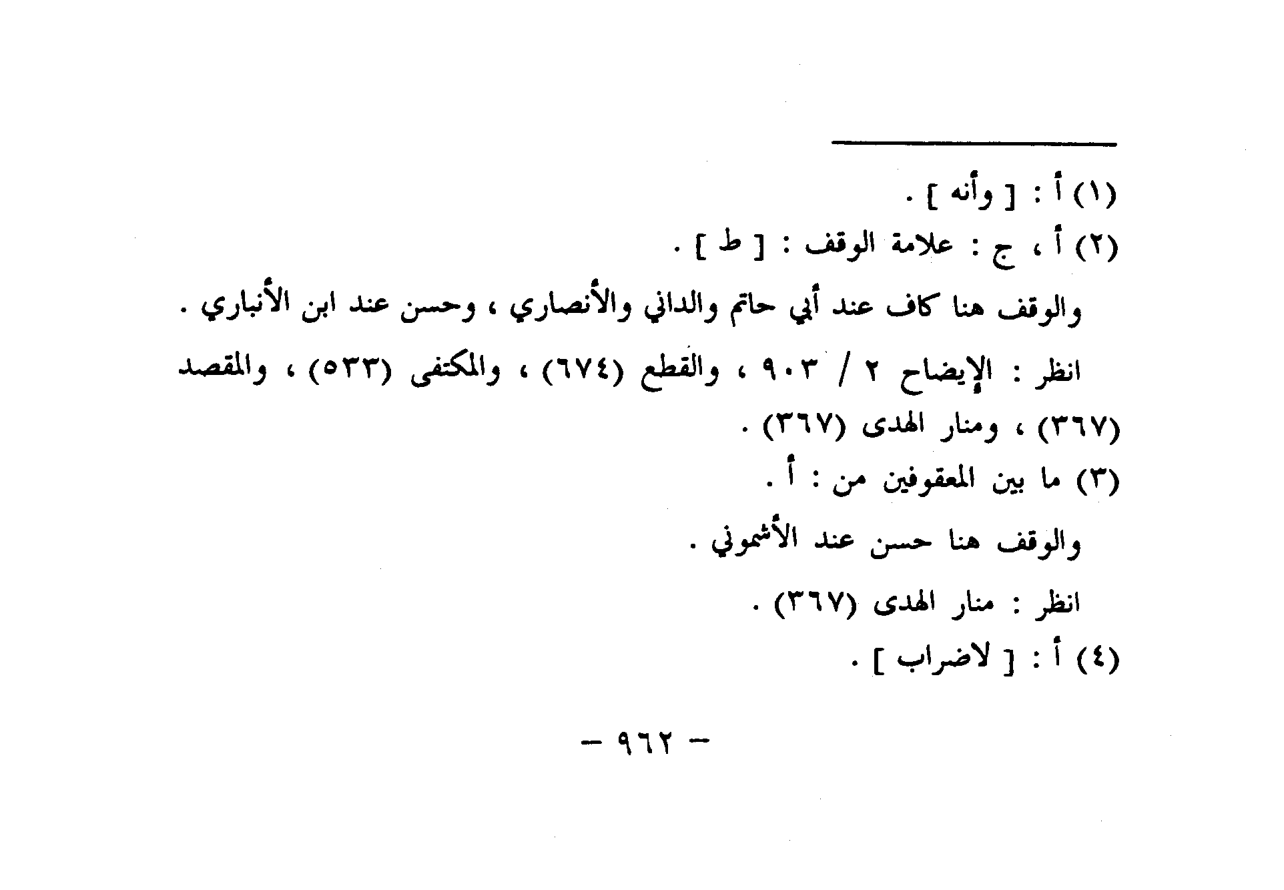 (١) أ : [ وأنه ] .
(٢) أ ، ج : علامة الوقف : [ ط ] .
والوقف هنا كاف عند أبي حاتم والداني والأنصاري ، وحسن عند ابن الأنباري .
انظر : الإيضاح ٢ / ٩٠٣ ، والقطع (٦٧٤) ، والمكتفى (٥٣٣) ، والمقصد
(٣٦٧) ، ومنار الهدى (٣٦٧) .
(٣) ما بين المعقوفين من : أ .
والوقف هنا حسن عند الأشموني .
انظر : منار الهدى (٣٦٧) .
(٤) أ : [ لاضراب ] .
– ٩٦٢ –